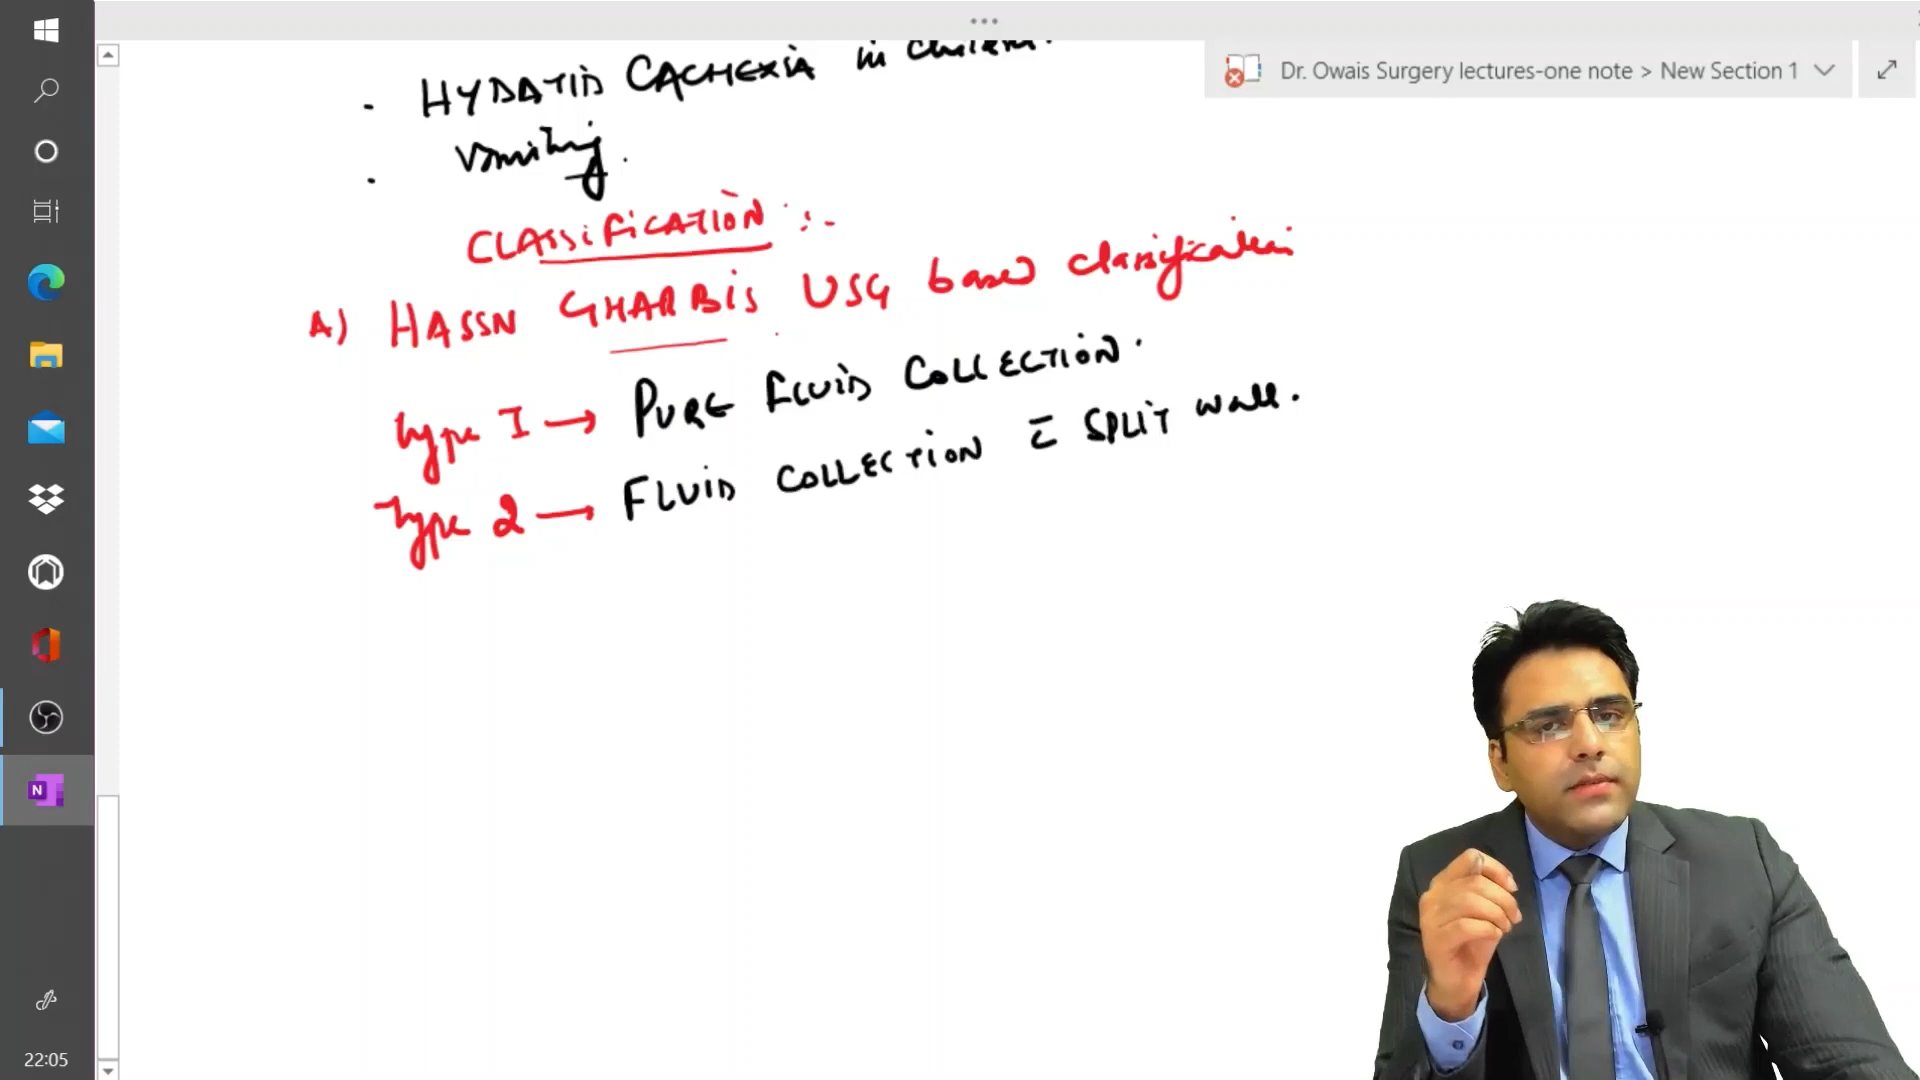 Dr. Owais Surgery lectures-one note > New Section 1
. HYDATID CACHEXIA in
. Vomiting.
CLASSIFICATION :-
A) HASSN GHARBIS USG based classification
type I → PURE FLUID COLLECTION.
Type 2 → FLUID COLLECTION c̄ SPLIT wall.
N
22:05